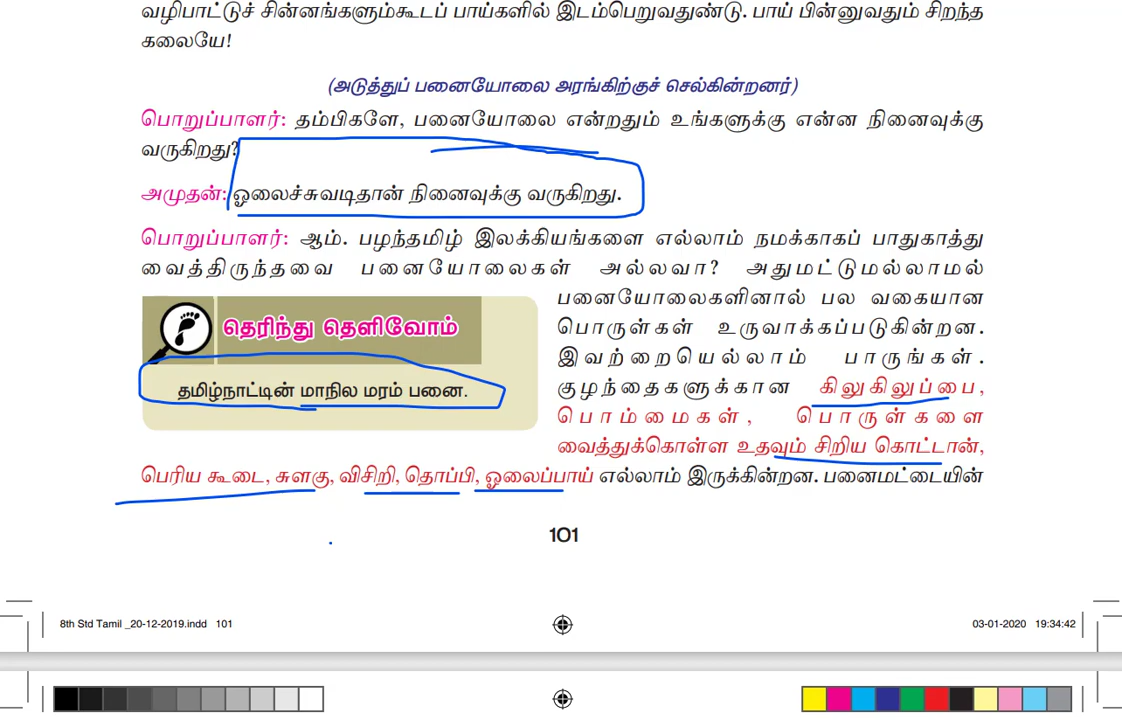 வழிபாட்டுச் சின்னங்களும்கூடப் பாய்களில் இடம்பெறுவதுண்டு. பாய் பின்னுவதும் சிறந்த
கலையே!
(அடுத்துப் பனையோலை அரங்கிற்குச் செல்கின்றனர்)
பொறுப்பாளர்: தம்பிகளே, பனையோலை என்றதும் உங்களுக்கு என்ன நினைவுக்கு
வருகிறது?
அமுதன்: ஓலைச்சுவடிதான் நினைவுக்கு வருகிறது.
பொறுப்பாளர்: ஆம். பழந்தமிழ் இலக்கியங்களை எல்லாம் நமக்காகப் பாதுகாத்து
வைத்திருந்தவை பனையோலைகள் அல்லவா? அதுமட்டுமல்லாமல்
பனையோலைகளினால் பல வகையான
பொருள்கள் உருவாக்கப்படுகின்றன.
இவற்றையெல்லாம் பாருங்கள்.
குழந்தைகளுக்கான கிலுகிலுப்பை,
பொம்மைகள், பொருள்களை
வைத்துக்கொள்ள உதவும் சிறிய கொட்டான்,
தெரிந்து தெளிவோம்
தமிழ்நாட்டின் மாநில மரம் பனை.
பெரிய கூடை, சுளகு, விசிறி, தொப்பி, ஓலைப்பாய் எல்லாம் இருக்கின்றன. பனைமட்டையின்
101
8th Std Tamil _20-12-2019.indd 101
03-01-2020 19:34:42